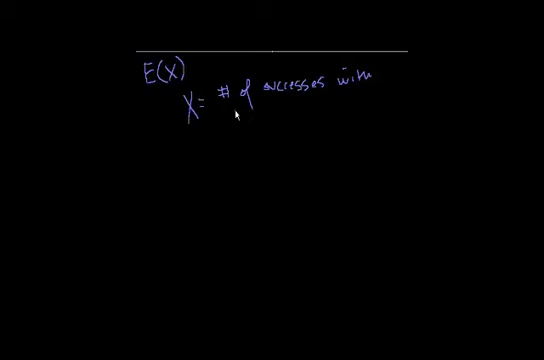 E(X)
X = # of successes with